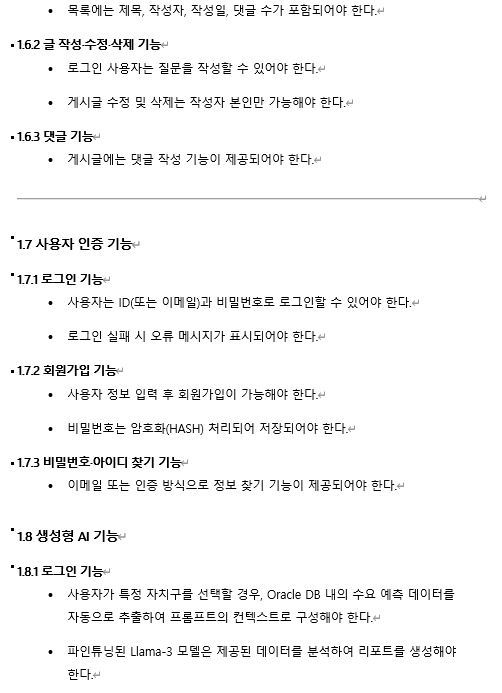 • 목록에는 제목, 작성자, 작성일, 댓글 수가 포함되어야 한다.
1.6.2 글 작성·수정·삭제 기능
• 로그인 사용자는 질문을 작성할 수 있어야 한다.
• 게시글 수정 및 삭제는 작성자 본인만 가능해야 한다.
1.6.3 댓글 기능
• 게시글에는 댓글 작성 기능이 제공되어야 한다.
1.7 사용자 인증 기능
1.7.1 로그인 기능
• 사용자는 ID(또는 이메일)과 비밀번호로 로그인할 수 있어야 한다.
• 로그인 실패 시 오류 메시지가 표시되어야 한다.
1.7.2 회원가입 기능
• 사용자 정보 입력 후 회원가입이 가능해야 한다.
• 비밀번호는 암호화(HASH) 처리되어 저장되어야 한다.
1.7.3 비밀번호·아이디 찾기 기능
• 이메일 또는 인증 방식으로 정보 찾기 기능이 제공되어야 한다.
1.8 생성형 AI 기능
1.8.1 로그인 기능
• 사용자가 특정 자치구를 선택할 경우, Oracle DB 내의 수요 예측 데이터를
자동으로 추출하여 프롬프트의 컨텍스트로 구성해야 한다.
• 파인튜닝된 Llama-3 모델은 제공된 데이터를 분석하여 리포트를 생성해야
한다.